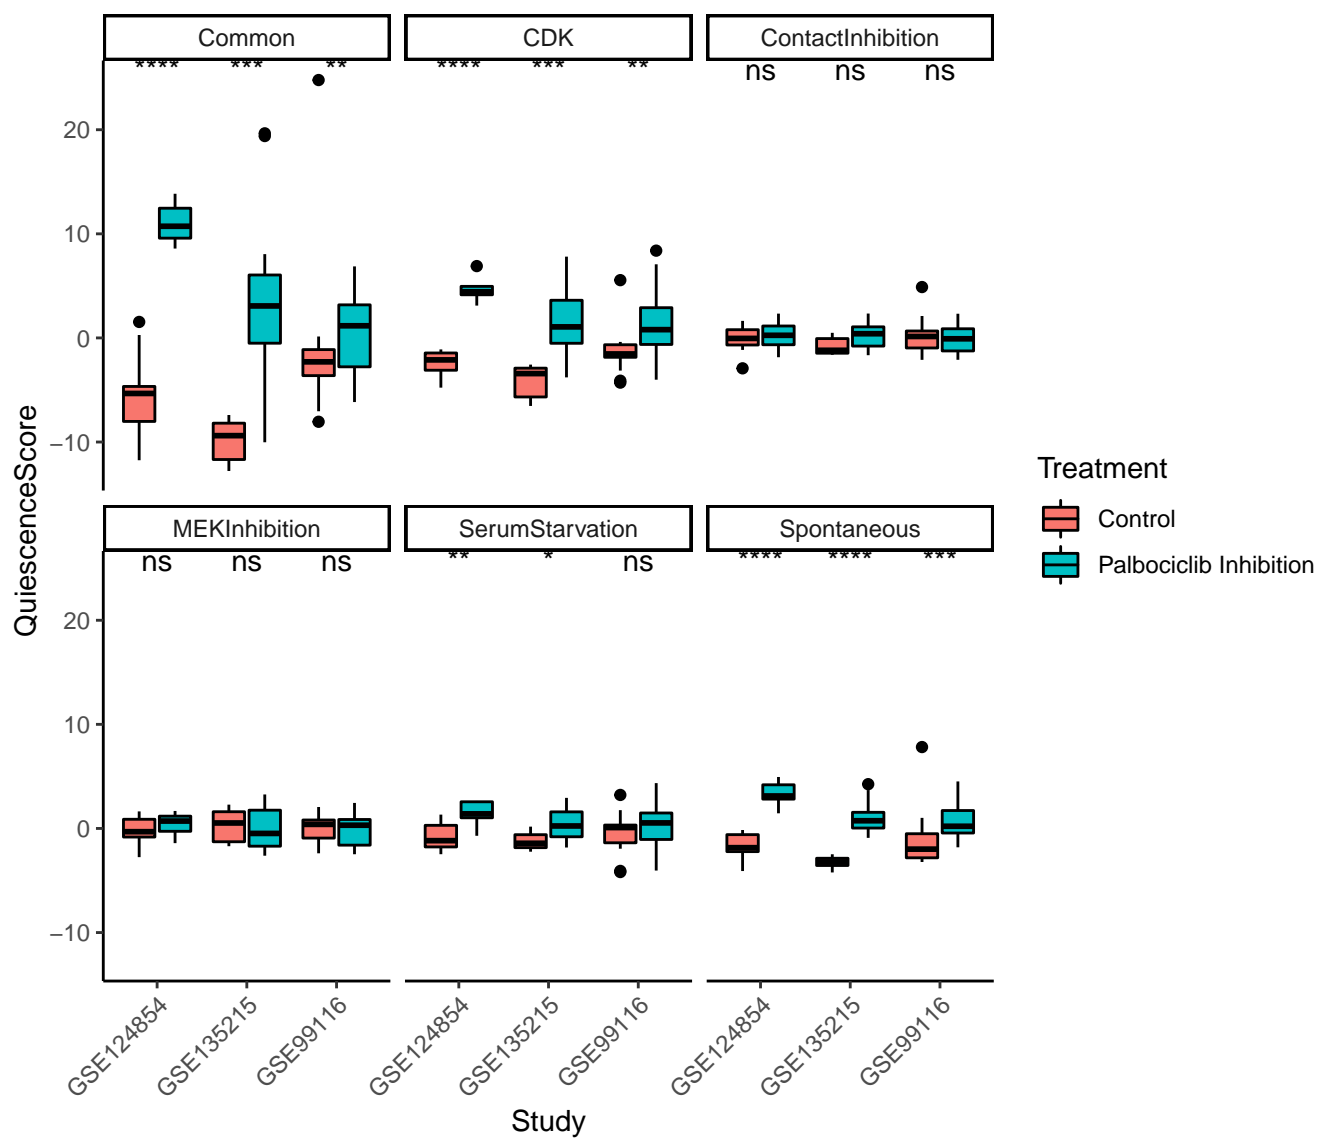 Common
CDK
ContactInhibition
**** *** **
**** *** **
ns ns ns
20
10
0
−10
QuiescenceScore
MEKInhibition
SerumStarvation
Spontaneous
ns ns ns
** * ns
**** **** ***
20
10
0
−10
GSE124854
GSE135215
GSE99116
GSE124854
GSE135215
GSE99116
GSE124854
GSE135215
GSE99116
Study
Treatment
Control
Palbociclib Inhibition